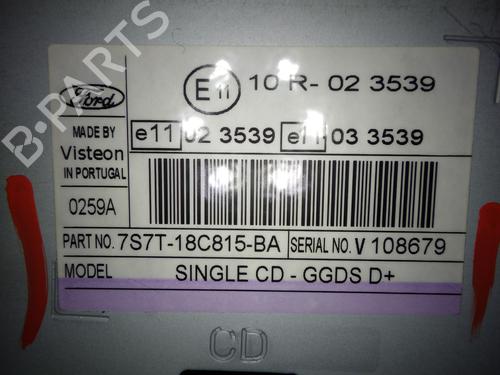 B-PARTS
Ford
E11 10 R- 02 3539
MADE BY
Visteon
IN PORTUGAL
e11 02 3539 e11 03 3539
0259A
PART NO. 7S7T-18C815-BA SERIAL NO. V 108679
MODEL SINGLE CD - GGDS D+
CD